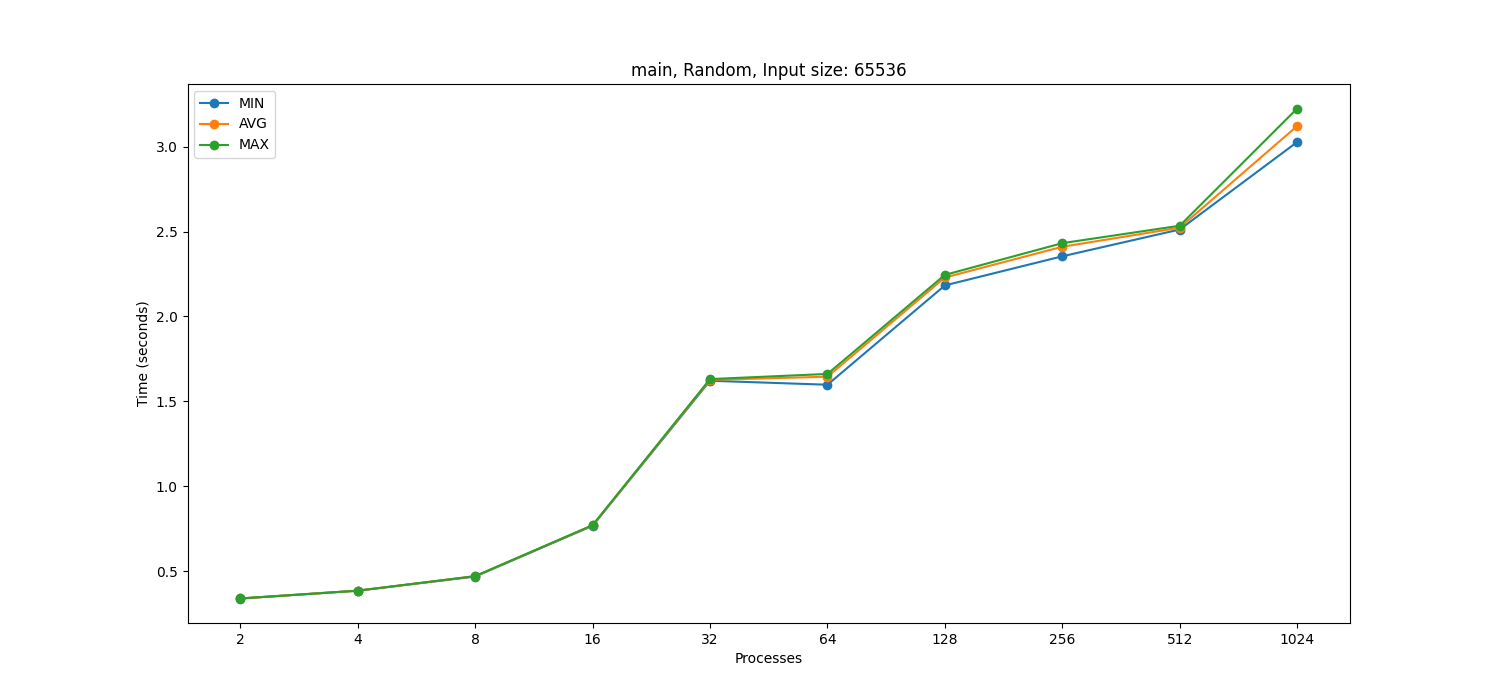 main, Random, Input size: 65536
MIN
AVG
MAX
Time (seconds)
3.0
2.5
2.0
1.5
1.0
0.5
2 4 8 16 32 64 128 256 512 1024
Processes